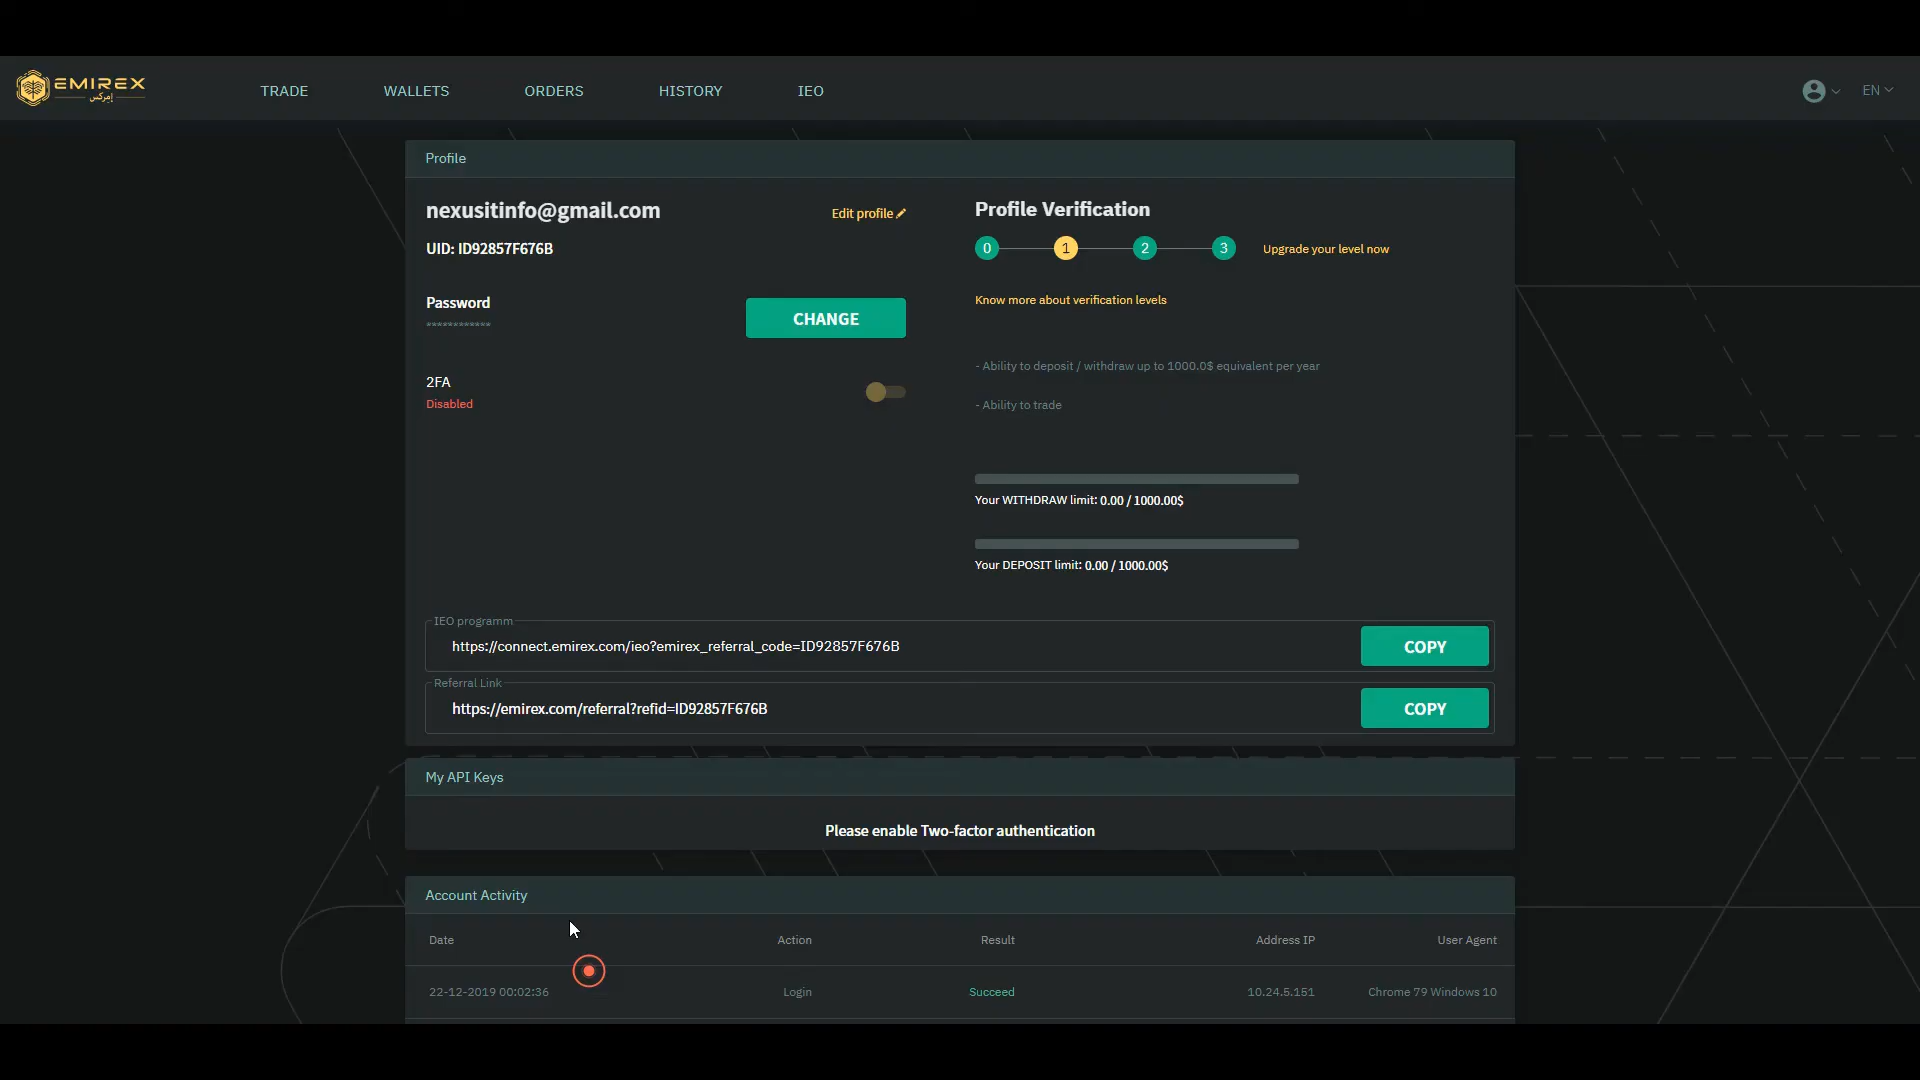 EMIREX
إمركس
TRADE WALLETS ORDERS HISTORY IEO EN
Profile
nexusitinfo@gmail.com
Edit profile
UID: ID92857F676B
Password
************
CHANGE
2FA
Disabled
Profile Verification
0 1 2 3 Upgrade your level now
Know more about verification levels
- Ability to deposit / withdraw up to 1000.0$ equivalent per year
- Ability to trade
Your WITHDRAW limit: 0.00 / 1000.00$
Your DEPOSIT limit: 0.00 / 1000.00$
IEO programm
https://connect.emirex.com/ieo?emirex_referral_code=ID92857F676B COPY
Referral Link
https://emirex.com/referral?refid=ID92857F676B COPY
My API Keys
Please enable Two-factor authentication
Account Activity
Date Action Result Address IP User Agent
22-12-2019 00:02:36 Login Succeed 10.24.5.151 Chrome 79 Windows 10